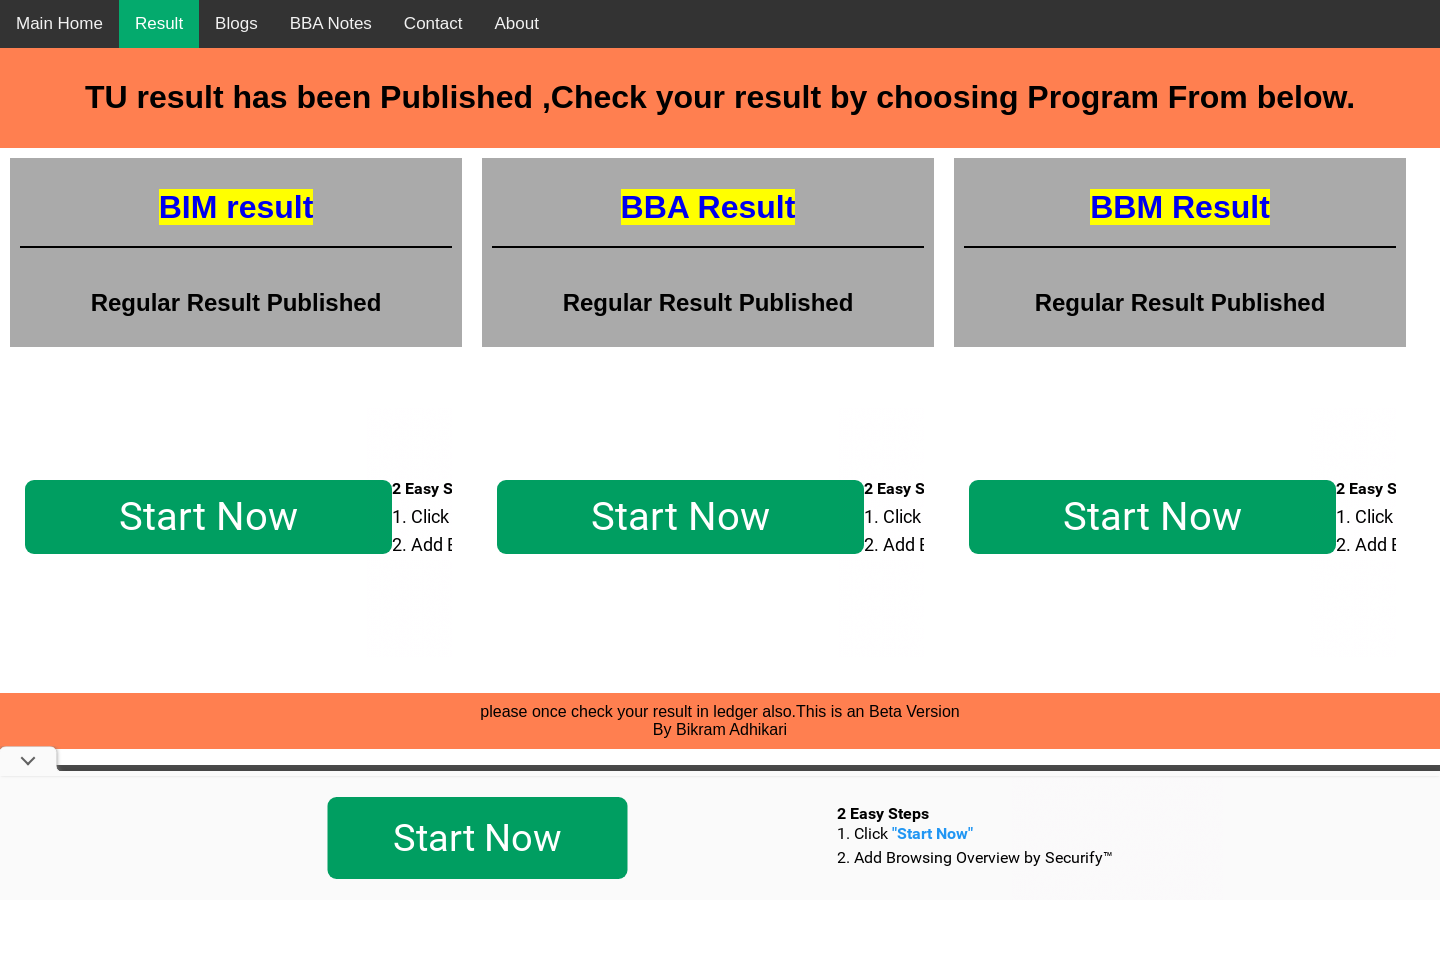 Main Home Result Blogs BBA Notes Contact About
TU result has been Published ,Check your result by choosing Program From below.
BIM result
Regular Result Published
BBA Result
Regular Result Published
BBM Result
Regular Result Published
Start Now
2 Easy S
1. Click
2. Add
Start Now
2 Easy S
1. Click
2. Add
Start Now
2 Easy S
1. Click
2. Add
please once check your result in ledger also.This is an Beta Version
By Bikram Adhikari
Start Now
2 Easy Steps
1. Click "Start Now"
2. Add Browsing Overview by Securify™